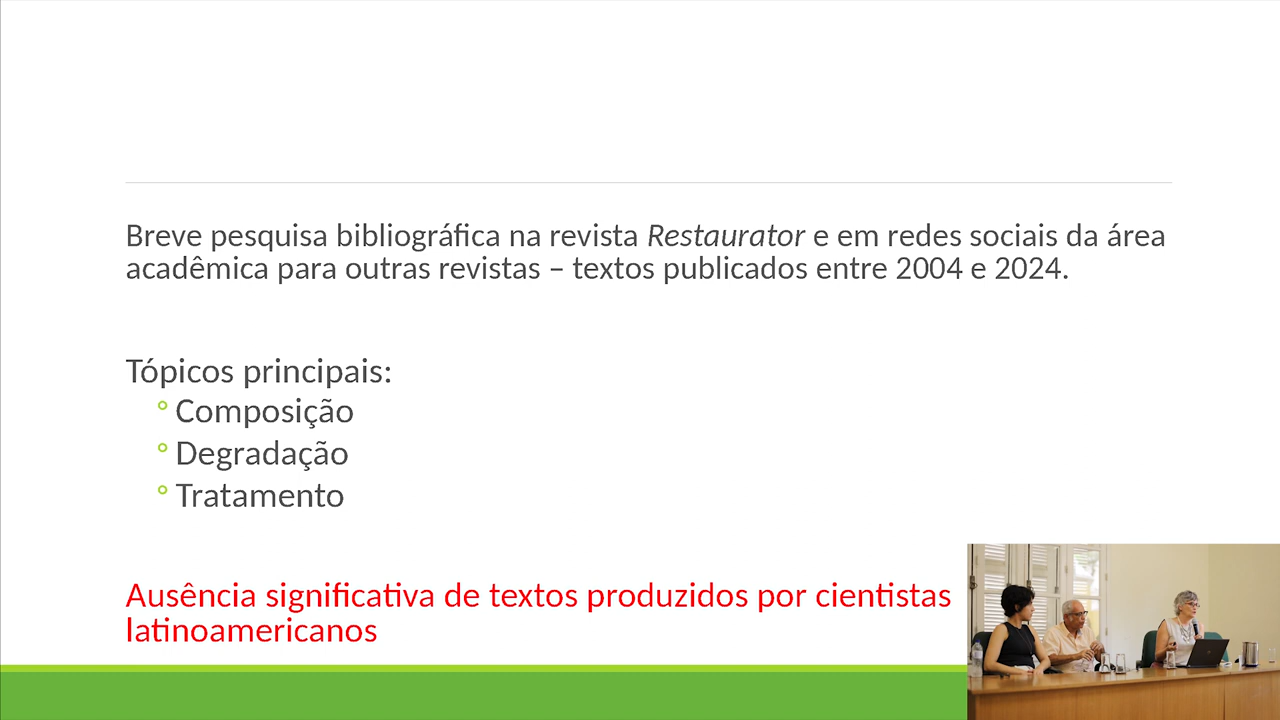 Breve pesquisa bibliográfica na revista Restaurator e em redes sociais da área
acadêmica para outras revistas – textos publicados entre 2004 e 2024.
Tópicos principais:
° Composição
° Degradação
° Tratamento
Ausência significativa de textos produzidos por cientistas
latinoamericanos